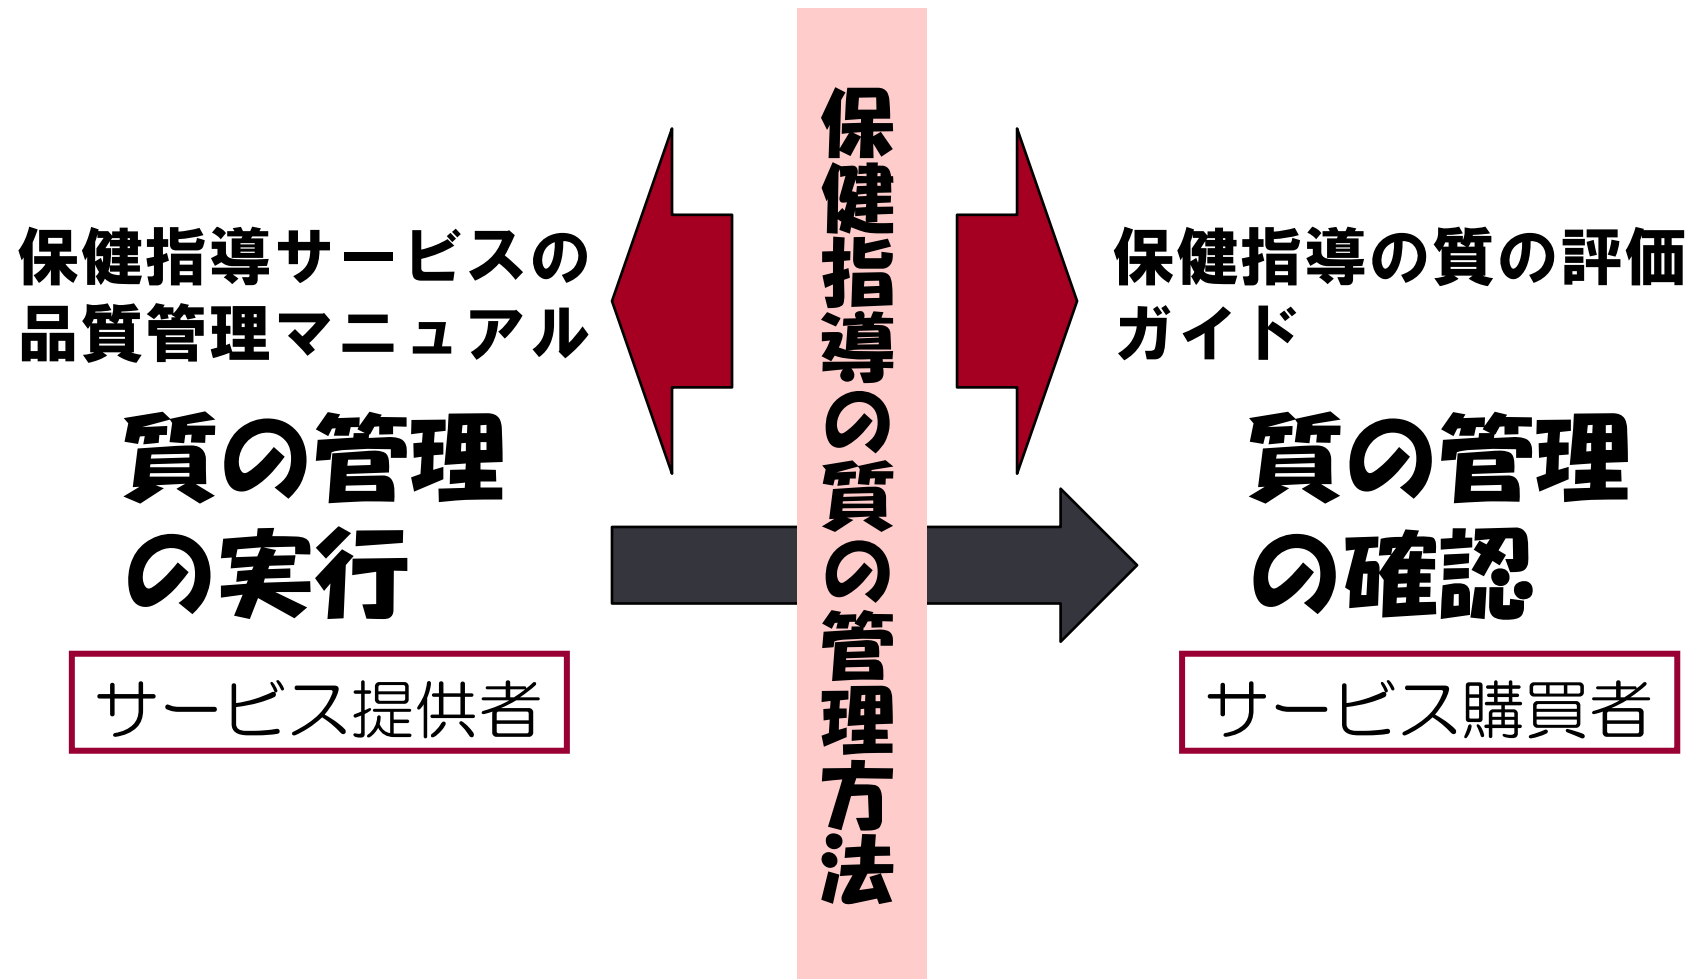 保健指導サービスの
品質管理マニュアル
質の管理
の実行
サービス提供者
保健指導の質の管理方法
保健指導の質の評価
ガイド
質の管理
の確認
サービス購買者